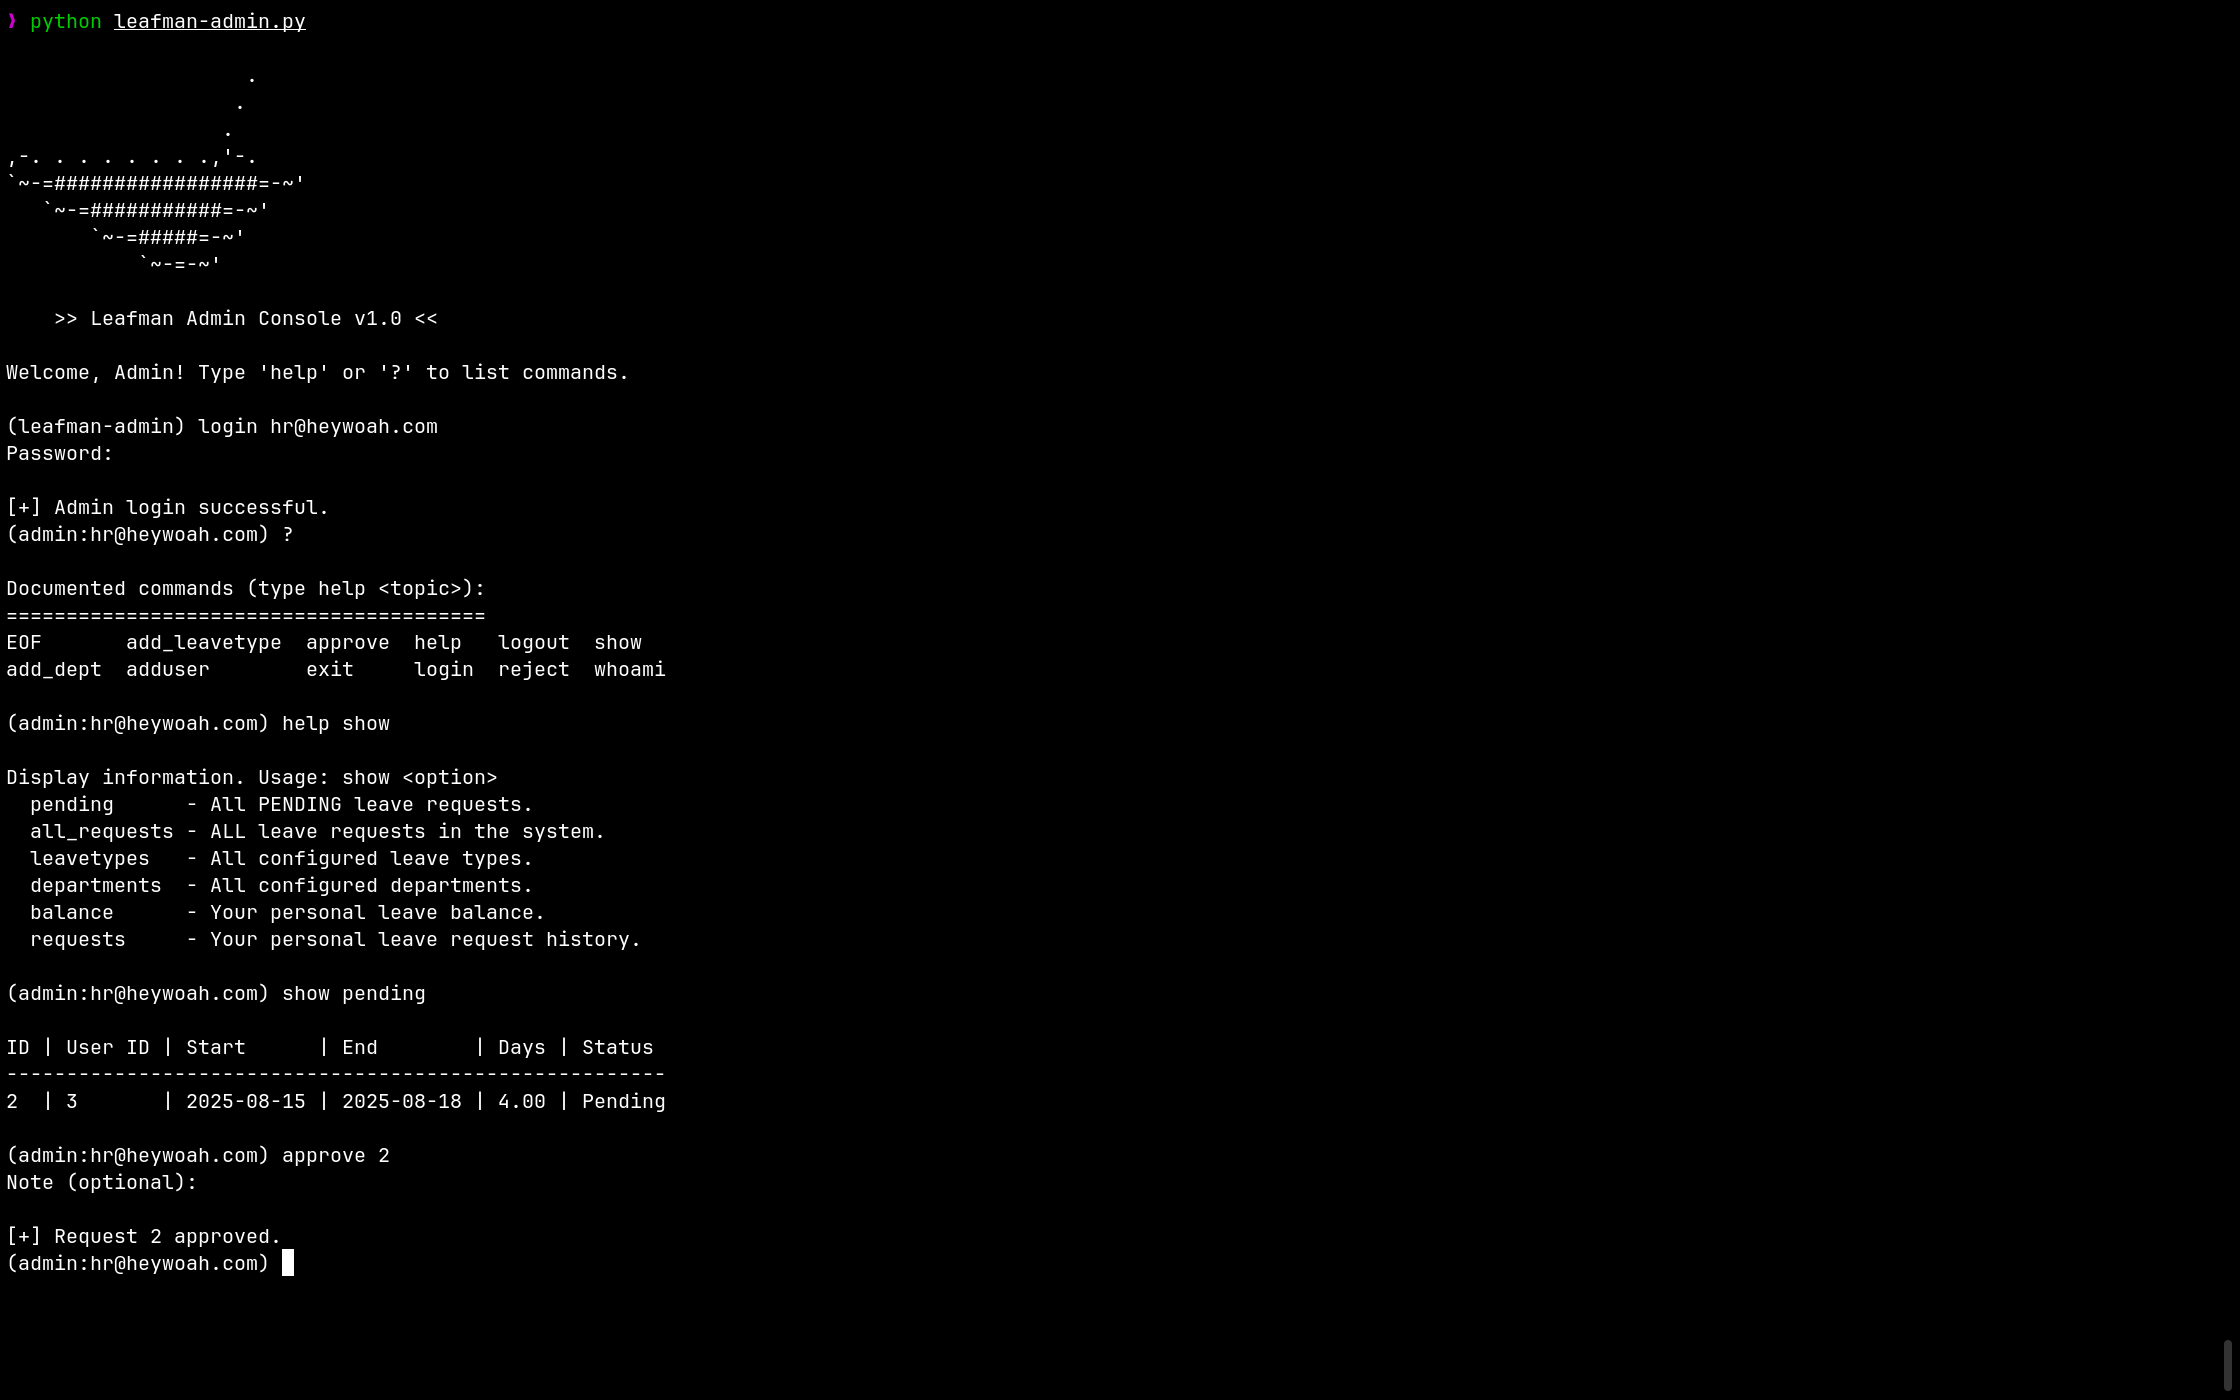 ❯ python leafman-admin.py
                    .
                   .
                  .
,-. . . . . . . .,'-.
`~-=#################=-~'
   `~-=###########=-~'
       `~-=#####=-~'
           `~-=-~'
    >> Leafman Admin Console v1.0 <<
Welcome, Admin! Type 'help' or '?' to list commands.
(leafman-admin) login hr@heywoah.com
Password:
[+] Admin login successful.
(admin:hr@heywoah.com) ?
Documented commands (type help <topic>):
========================================
EOF       add_leavetype  approve  help   logout  show
add_dept  adduser        exit     login  reject  whoami
(admin:hr@heywoah.com) help show
Display information. Usage: show <option>
  pending      - All PENDING leave requests.
  all_requests - ALL leave requests in the system.
  leavetypes   - All configured leave types.
  departments  - All configured departments.
  balance      - Your personal leave balance.
  requests     - Your personal leave request history.
(admin:hr@heywoah.com) show pending
ID | User ID | Start      | End        | Days | Status
-------------------------------------------------------
2  | 3       | 2025-08-15 | 2025-08-18 | 4.00 | Pending
(admin:hr@heywoah.com) approve 2
Note (optional):
[+] Request 2 approved.
(admin:hr@heywoah.com)